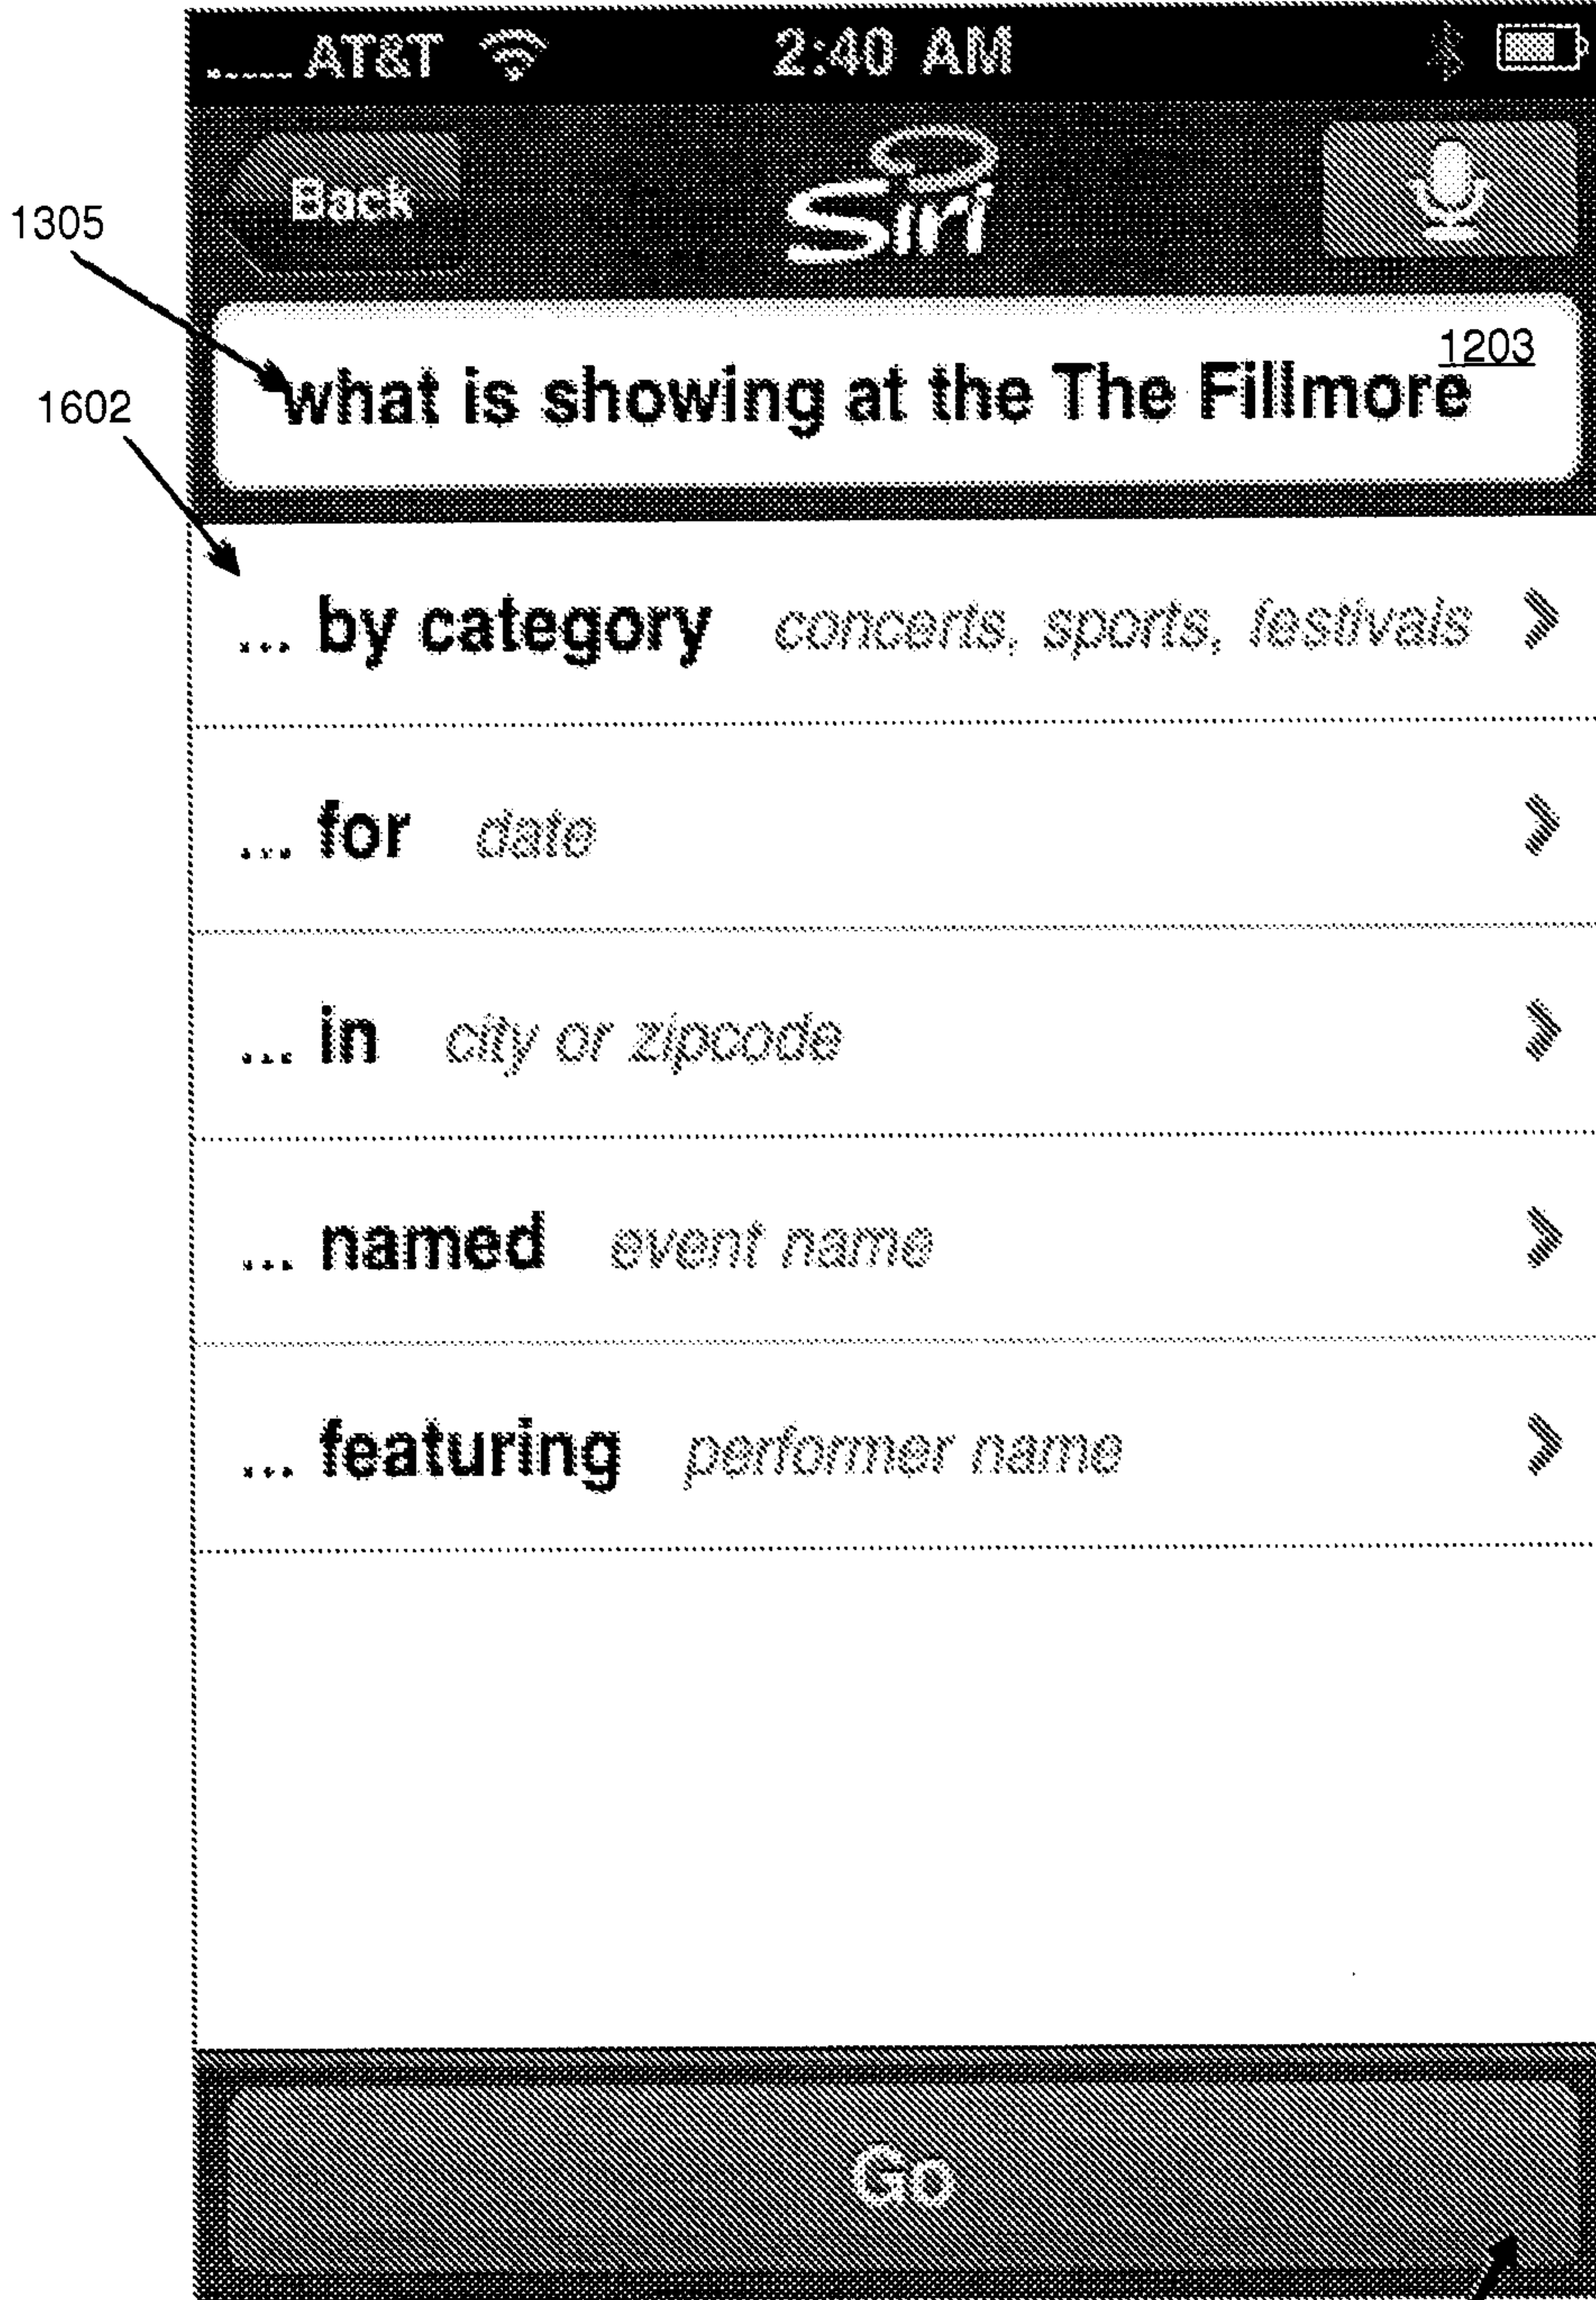 AT&T 2:40 AM
Back Siri
1305
1203
what is showing at the The Fillmore
1602
... by category concerts, sports, festivals
... for date
... in city or zipcode
... named event name
... featuring performer name
Go